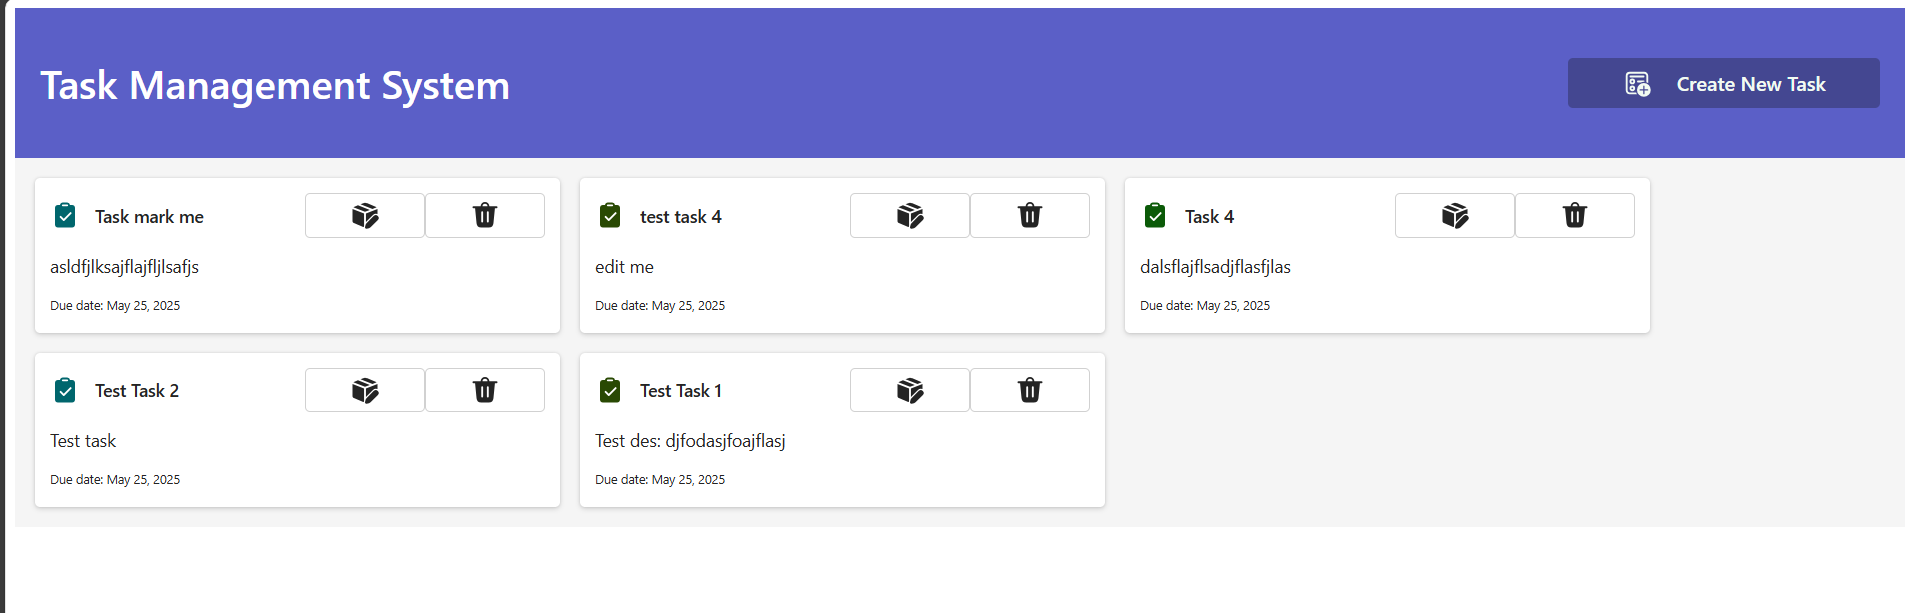 Task Management System
Create New Task
Task mark me
asldfjlksajflajfljlsafjs
Due date: May 25, 2025
test task 4
edit me
Due date: May 25, 2025
Task 4
dalsflajflsadjflasfjlas
Due date: May 25, 2025
Test Task 2
Test task
Due date: May 25, 2025
Test Task 1
Test des: djfodasjfoajflasj
Due date: May 25, 2025